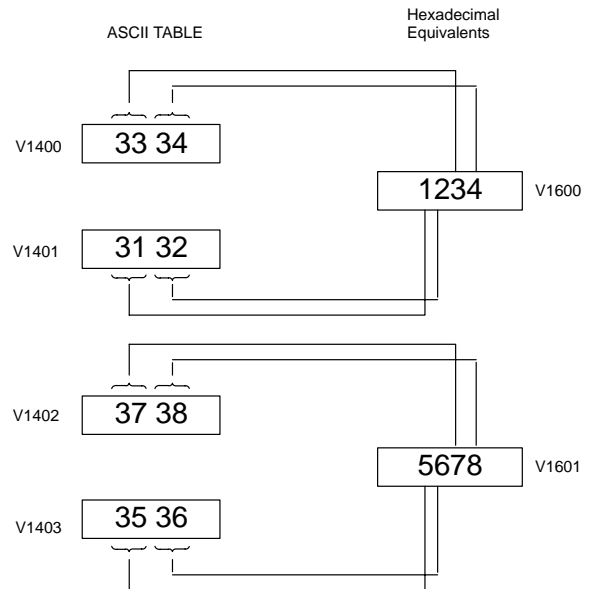 ASCII TABLE
Hexadecimal
Equivalents
V1400
33 34
1234
V1600
V1401
31 32
V1402
37 38
5678
V1601
V1403
35 36